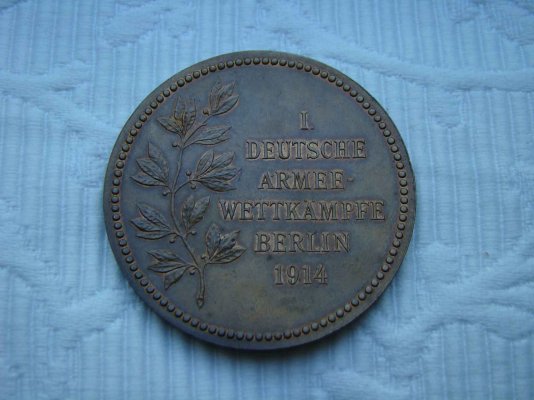 I.
DEUTSCHE
ARMEE-
WETTKÄMPFE
BERLIN
1914